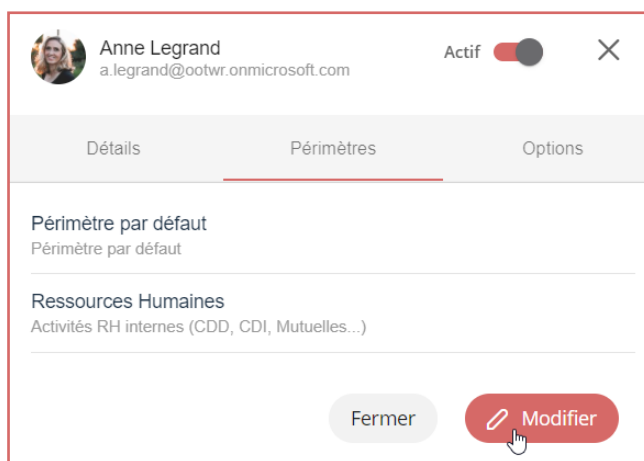 Anne Legrand
a.legrand@ootwr.onmicrosoft.com
Actif
Détails
Périmètres
Options
Périmètre par défaut
Périmètre par défaut
Ressources Humaines
Activités RH internes (CDD, CDI, Mutuelles...)
Fermer
Modifier